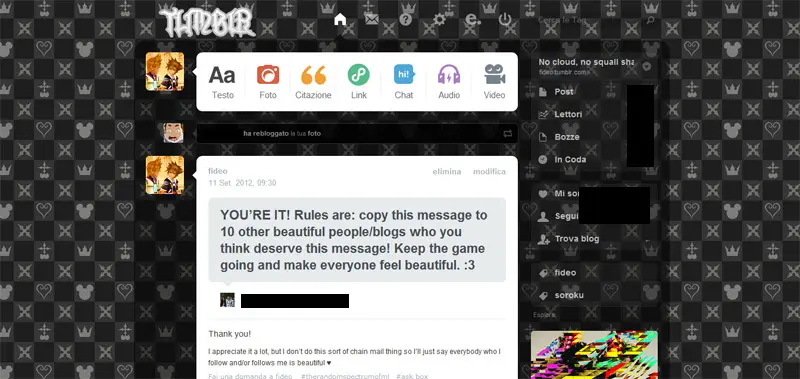 TUMBLR
Cerca le Tag
Aa
hi!
Testo
Foto
Citazione
Link
Chat
Audio
Video
No cloud, no squall sha
fideo.tumblr.com
Post
Lettori
Bozze
In Coda
ha rebloggato la tua foto
fideo
elimina modifica
11 Set. 2012, 09:30
YOU'RE IT! Rules are: copy this message to
10 other beautiful people/blogs who you
think deserve this message! Keep the game
going and make everyone feel beautiful. :3
Mi so
Segui
Trova blog
fideo
soroku
Esplora
Thank you!
I appreciate it a lot, but I don't do this sort of chain mail thing so I'll just say everybody who I
follow and/or follows me is beautiful ♥
Fai una domanda a fideo #therandomspectrumofml #ask box